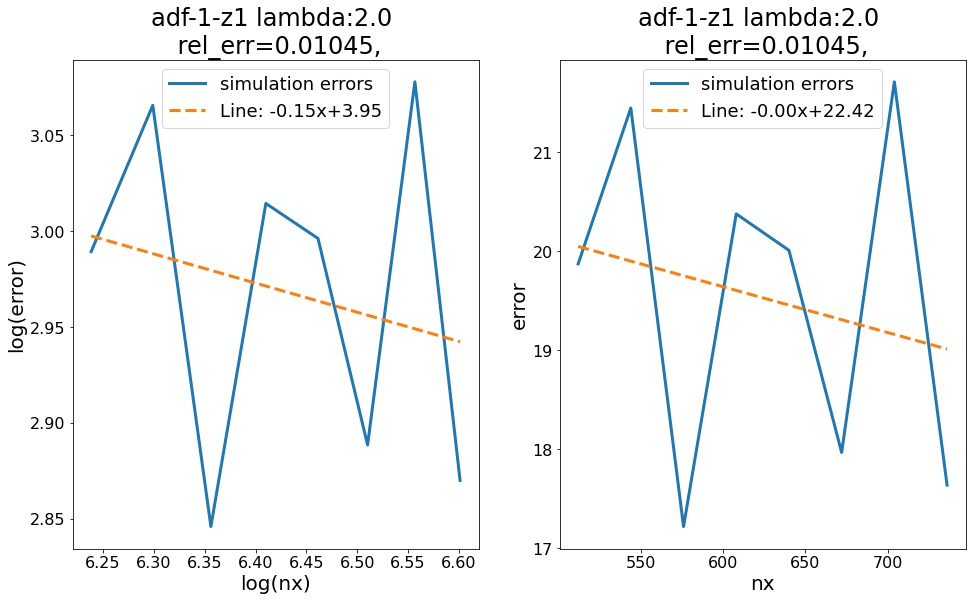 adf-1-z1 lambda:2.0
rel_err=0.01045,
simulation errors
Line: -0.15x+3.95
log(error)
3.05
3.00
2.95
2.90
2.85
6.25 6.30 6.35 6.40 6.45 6.50 6.55 6.60
log(nx)
adf-1-z1 lambda:2.0
rel_err=0.01045,
simulation errors
Line: -0.00x+22.42
error
21
20
19
18
17
550 600 650 700
nx